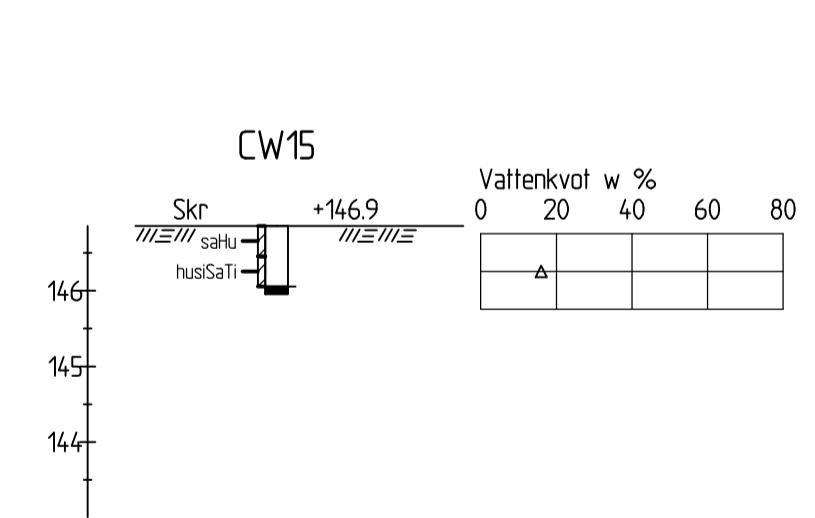 CW15
Vattenkvot w %
Skr +146.9 0 20 40 60 80
saHu
husiSaTi
146
145
144